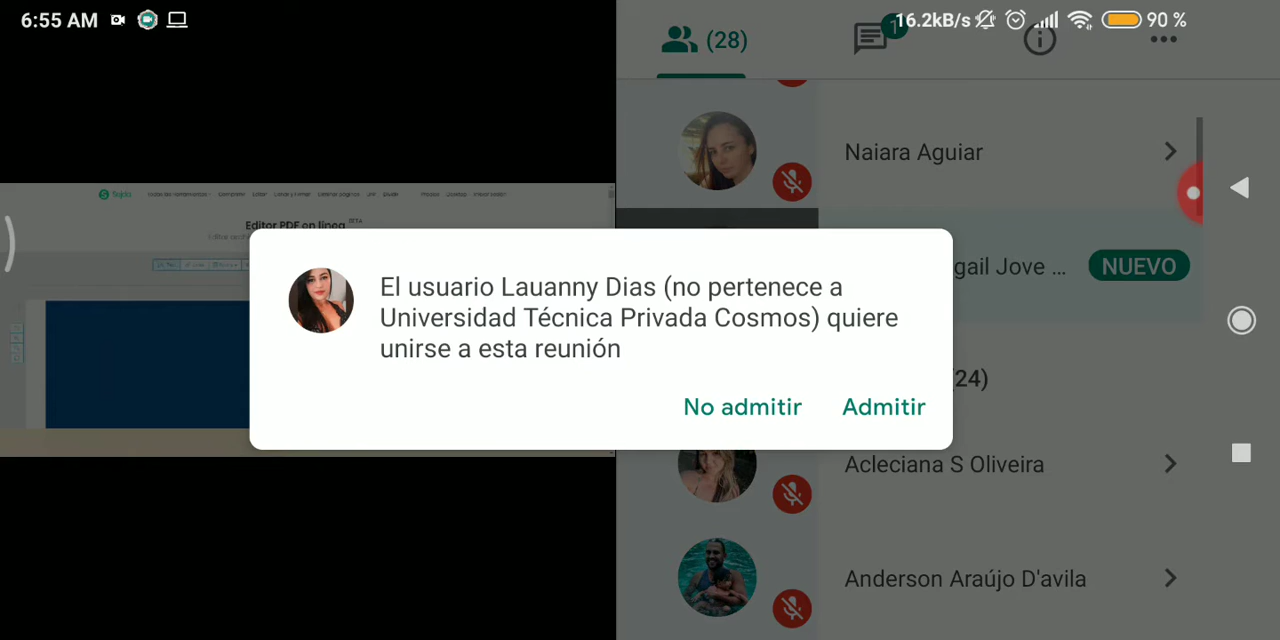 6:55 AM
16.2kB/s
90 %
(28)
1
Naiara Aguiar
Sejda
Editor PDF en línea BETA
gail Jove ...
NUEVO
El usuario Lauanny Dias (no pertenece a
Universidad Técnica Privada Cosmos) quiere
unirse a esta reunión
No admitir
Admitir
(24)
Acleciana S Oliveira
Anderson Araújo D'avila